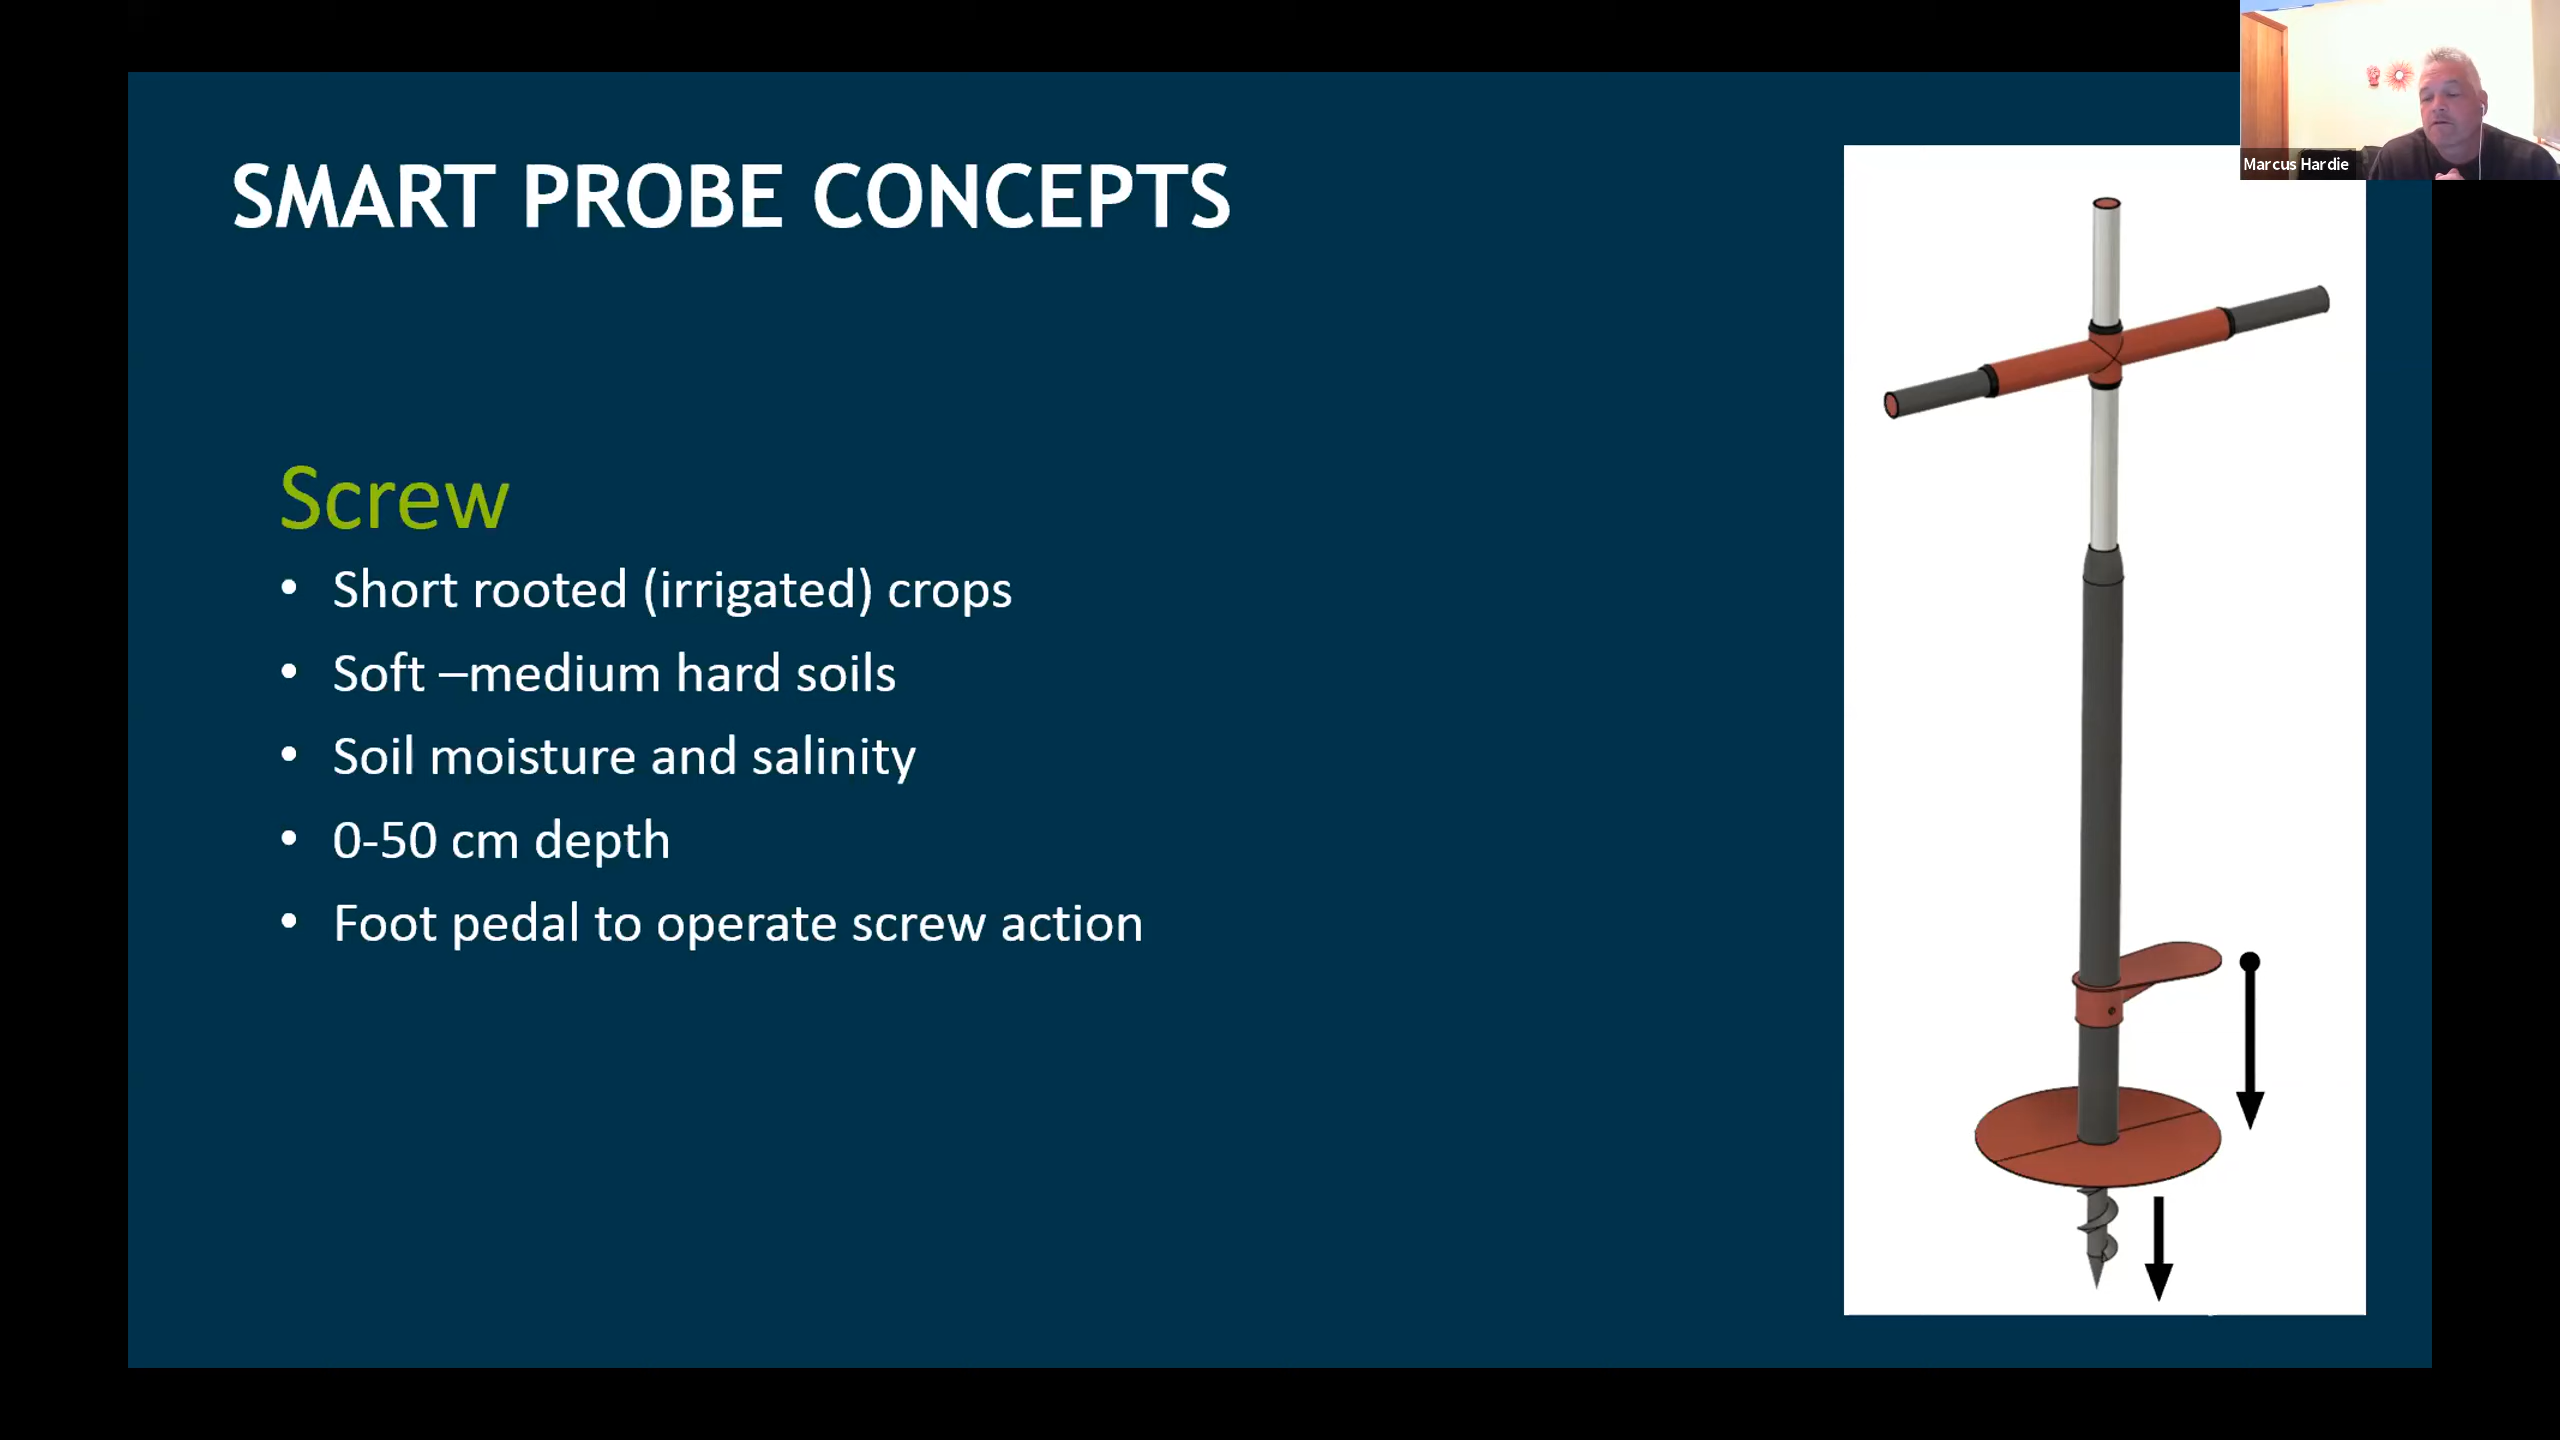 SMART PROBE CONCEPTS
Marcus Hardie
Screw
• Short rooted (irrigated) crops
• Soft –medium hard soils
• Soil moisture and salinity
• 0-50 cm depth
• Foot pedal to operate screw action